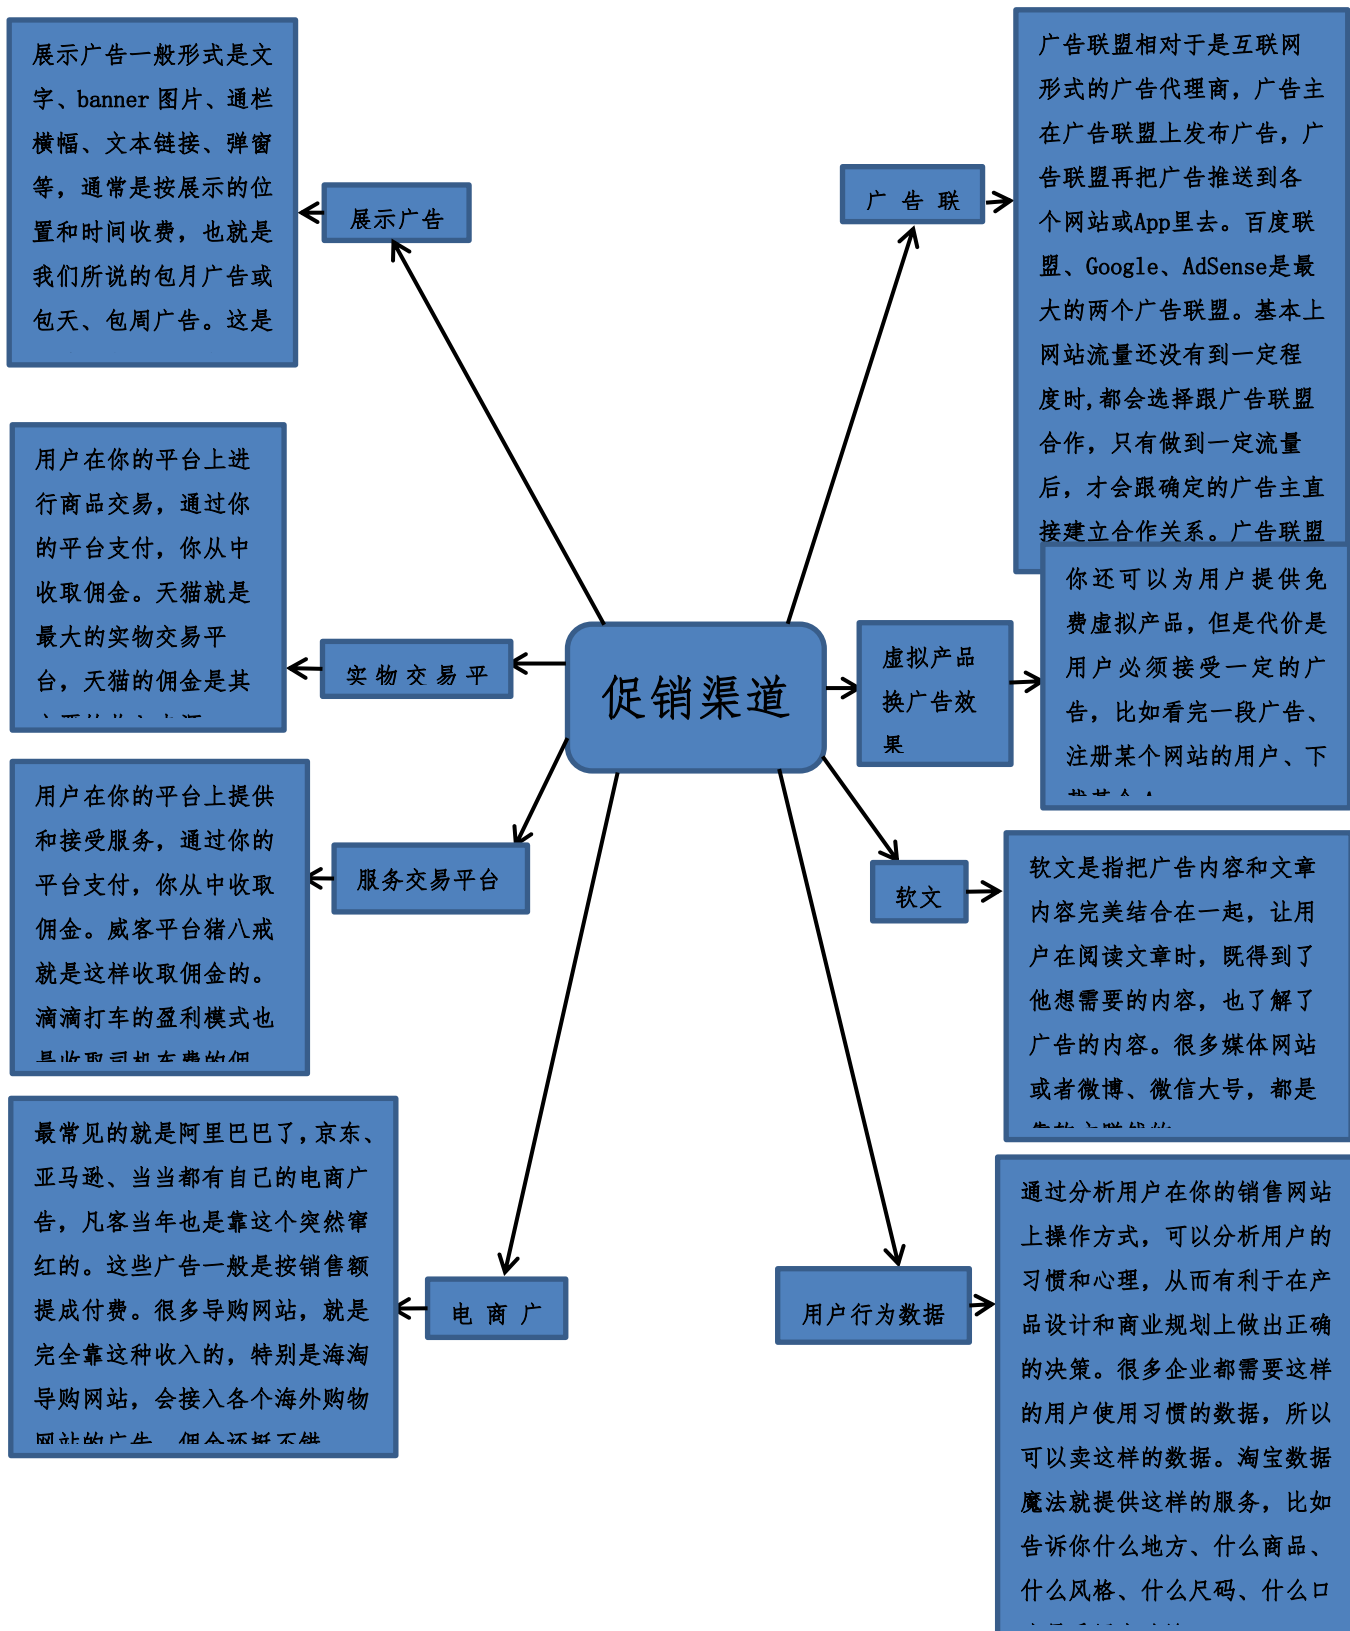 展示广告一般形式是文
字、banner 图片、通栏
横幅、文本链接、弹窗
等，通常是按展示的位
置和时间收费，也就是
我们所说的包月广告或
包天、包周广告。这是
展示广告
用户在你的平台上进
行商品交易，通过你
的平台支付，你从中
收取佣金。天猫就是
最大的实物交易平
台，天猫的佣金是其
实 物 交 易 平
用户在你的平台上提供
和接受服务，通过你的
平台支付，你从中收取
佣金。威客平台猪八戒
就是这样收取佣金的。
滴滴打车的盈利模式也
是收取司机车费的佣
服务交易平台
最常见的就是阿里巴巴了,京东、
亚马逊、当当都有自己的电商广
告，凡客当年也是靠这个突然窜
红的。这些广告一般是按销售额
提成付费。很多导购网站，就是
完全靠这种收入的，特别是海淘
导购网站，会接入各个海外购物
网站的广告，佣金还挺不错
电 商 广
促销渠道
广 告 联
广告联盟相对于是互联网
形式的广告代理商，广告主
在广告联盟上发布广告，广
告联盟再把广告推送到各
个网站或App里去。百度联
盟、Google、AdSense是最
大的两个广告联盟。基本上
网站流量还没有到一定程
度时,都会选择跟广告联盟
合作，只有做到一定流量
后，才会跟确定的广告主直
接建立合作关系。广告联盟
虚拟产品
换广告效
果
你还可以为用户提供免
费虚拟产品，但是代价是
用户必须接受一定的广
告，比如看完一段广告、
注册某个网站的用户、下
软文
软文是指把广告内容和文章
内容完美结合在一起，让用
户在阅读文章时，既得到了
他想需要的内容，也了解了
广告的内容。很多媒体网站
或者微博、微信大号，都是
用户行为数据
通过分析用户在你的销售网站
上操作方式，可以分析用户的
习惯和心理，从而有利于在产
品设计和商业规划上做出正确
的决策。很多企业都需要这样
的用户使用习惯的数据，所以
可以卖这样的数据。淘宝数据
魔法就提供这样的服务，比如
告诉你什么地方、什么商品、
什么风格、什么尺码、什么口